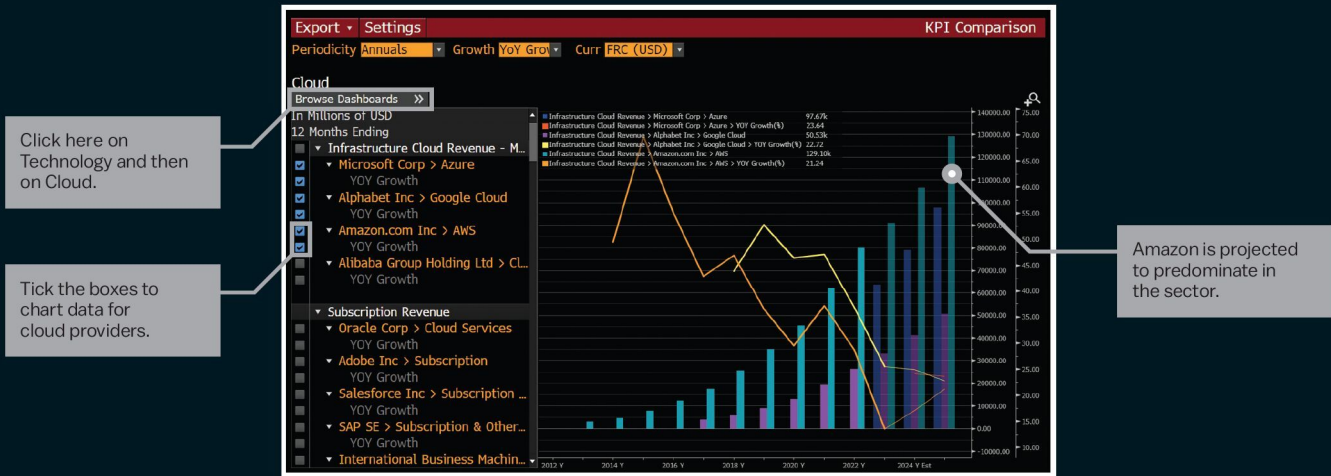 Export Settings KPI Comparison
Periodicity Annuals Growth YoY Grov Curr FRC (USD)
Cloud
Browse Dashboards »
In Millions of USD
12 Months Ending
Infrastructure Cloud Revenue - M...
Microsoft Corp > Azure
YOY Growth
Alphabet Inc > Google Cloud
YOY Growth
Amazon.com Inc > AWS
YOY Growth
Alibaba Group Holding Ltd > Cl...
YOY Growth
Subscription Revenue
Oracle Corp > Cloud Services
YOY Growth
Adobe Inc > Subscription
YOY Growth
Salesforce Inc > Subscription ...
YOY Growth
SAP SE > Subscription & Other...
YOY Growth
International Business Machin...
Click here on
Technology and then
on Cloud.
Tick the boxes to
chart data for
cloud providers.
Infrastructure Cloud Revenue > Microsoft Corp > Azure 97.67k
Infrastructure Cloud Revenue > Microsoft Corp > Azure > YOY Growth(%) 23.64
Infrastructure Cloud Revenue > Alphabet Inc > Google Cloud 50.53k
Infrastructure Cloud Revenue > Alphabet Inc > Google Cloud > YOY Growth(%) 22.72
Infrastructure Cloud Revenue > Amazon.com Inc > AWS 129.10k
Infrastructure Cloud Revenue > Amazon.com Inc > AWS > YOY Growth(%) 21.24
140000.00
130000.00
120000.00
110000.00
90000.00
80000.00
70000.00
60000.00
50000.00
40000.00
30000.00
20000.00
10000.00
0.00
-10000.00
75.00
70.00
65.00
60.00
55.00
50.00
45.00
40.00
35.00
30.00
25.00
20.00
15.00
10.00
2012 Y 2014 Y 2016 Y 2018 Y 2020 Y 2022 Y 2024 Y Est
Amazon is projected
to predominate in
the sector.